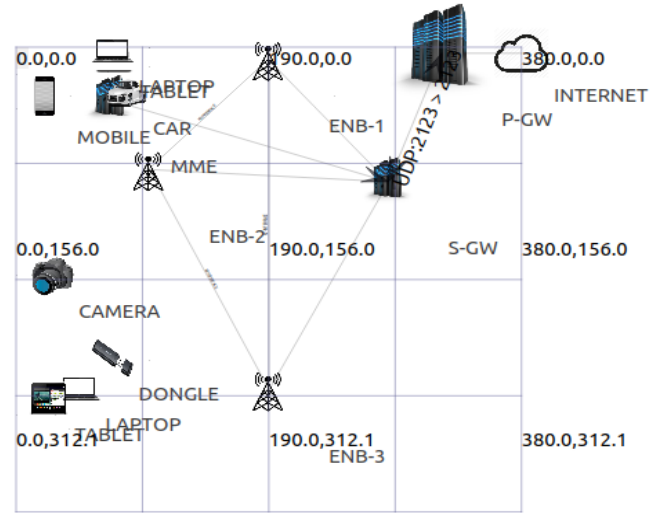 0.0,0.0
190.0,0.0
380.0,0.0
LAPTOP
TABLET
INTERNET
P-GW
MOBILE
CAR
ENB-1
MME
UDP:2123 > 2123
ENB-2
0.0,156.0
190.0,156.0
S-GW
380.0,156.0
CAMERA
DONGLE
LAPTOP
TABLET
0.0,312.1
190.0,312.1
380.0,312.1
ENB-3